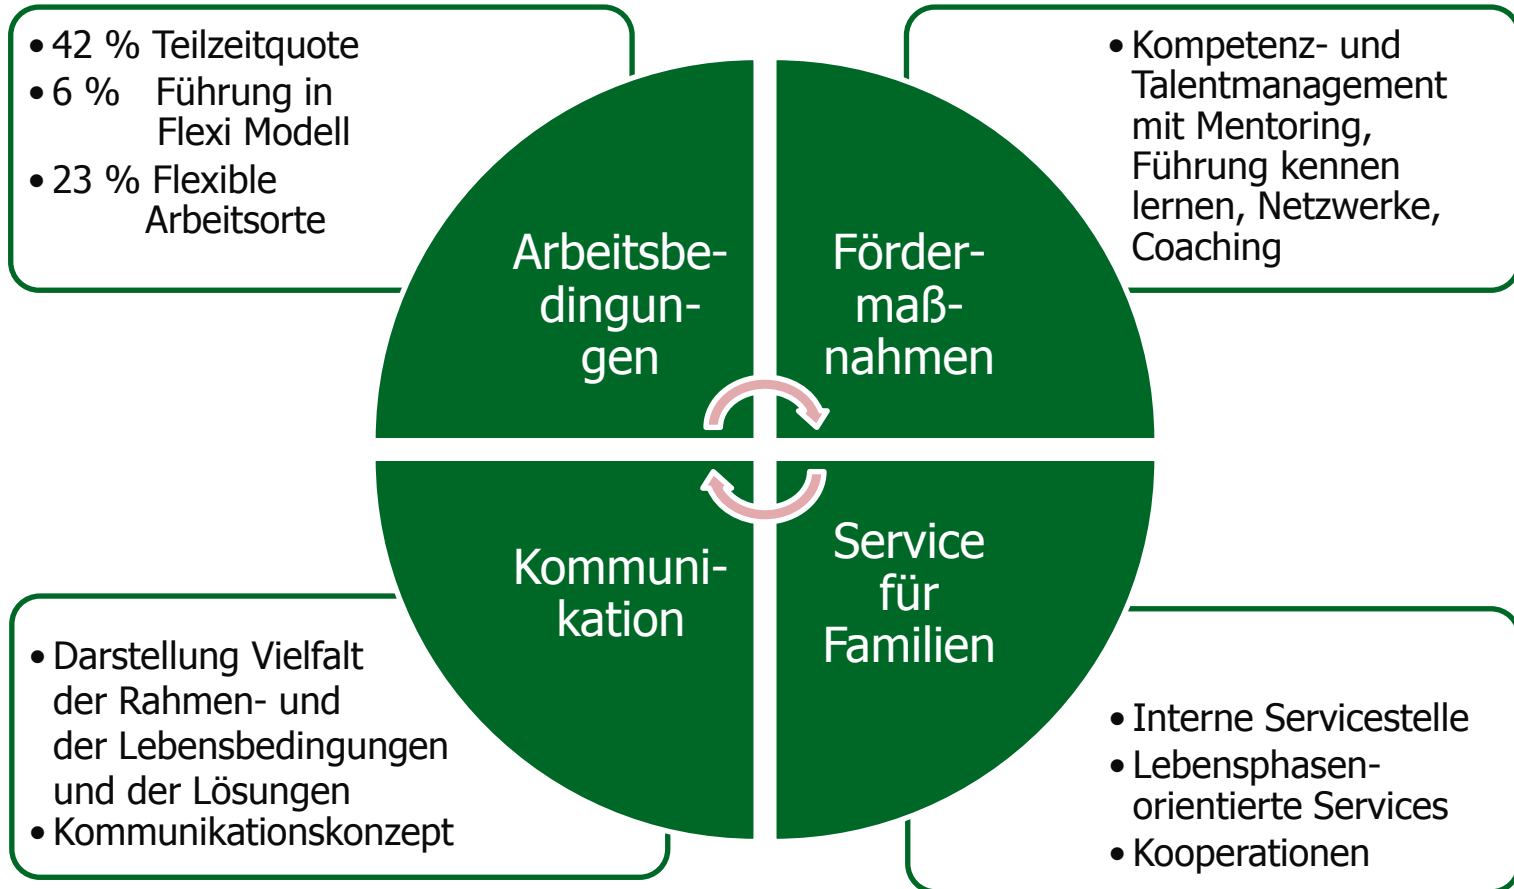 • 42 % Teilzeitquote
• 6 % Führung in
Flexi Modell
• 23 % Flexible
Arbeitsorte
• Kompetenz- und
Talentmanagement
mit Mentoring,
Führung kennen
lernen, Netzwerke,
Coaching
Arbeitsbe-
dingun-
gen
Förder-
maß-
nahmen
Kommuni-
kation
Service
für
Familien
• Darstellung Vielfalt
der Rahmen- und
der Lebensbedingungen
und der Lösungen
• Kommunikationskonzept
• Interne Servicestelle
• Lebensphasen-
orientierte Services
• Kooperationen